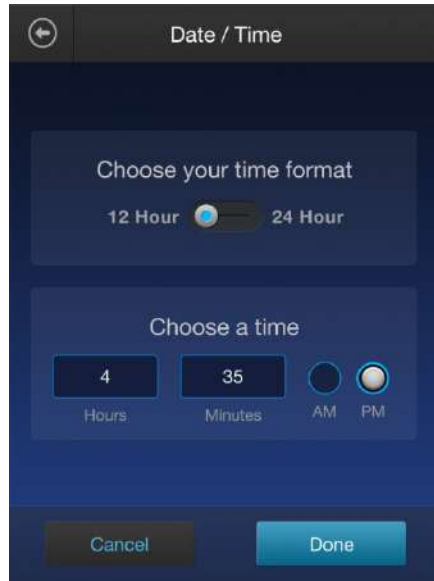 Date / Time
Choose your time format
12 Hour 24 Hour
Choose a time
4 35
Hours Minutes AM PM
Cancel Done